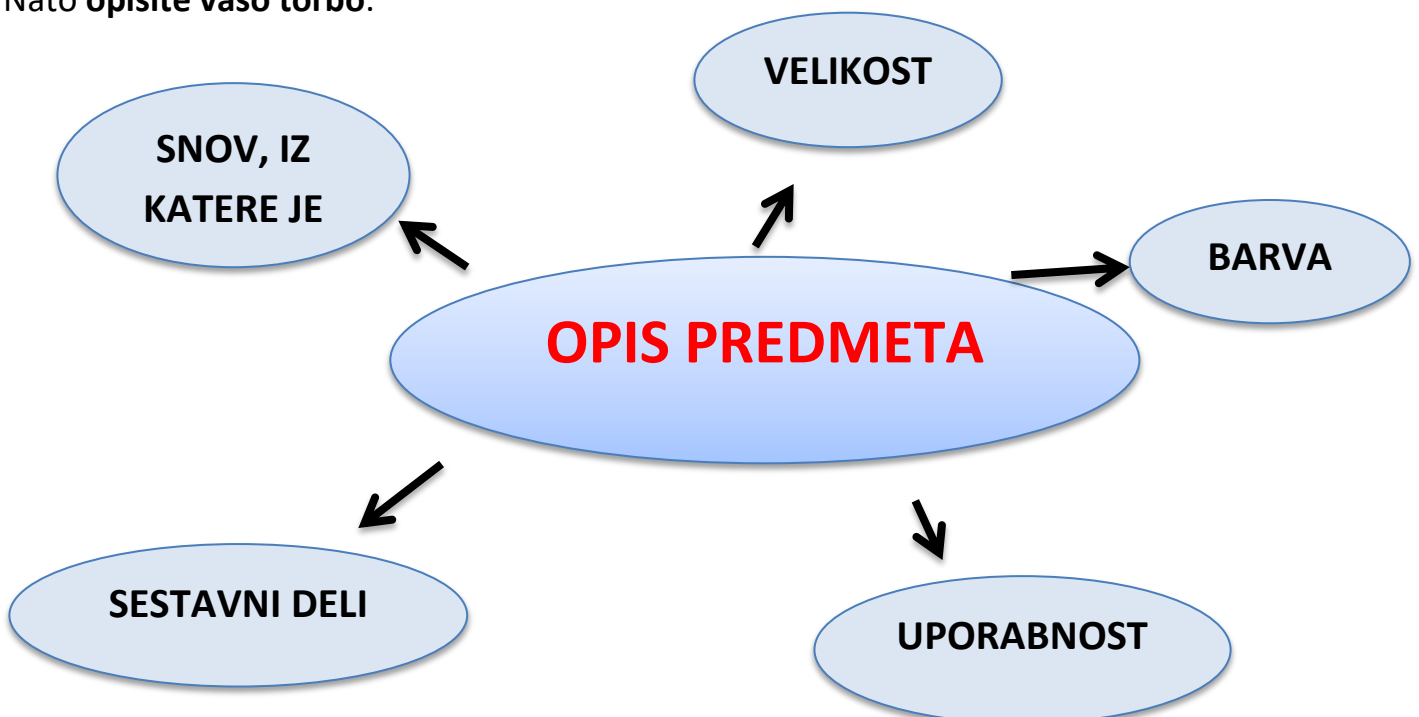 Nato opišite vašo torbo.
VELIKOST
SNOV, IZ
KATERE JE
BARVA
OPIS PREDMETA
SESTAVNI DELI
UPORABNOST